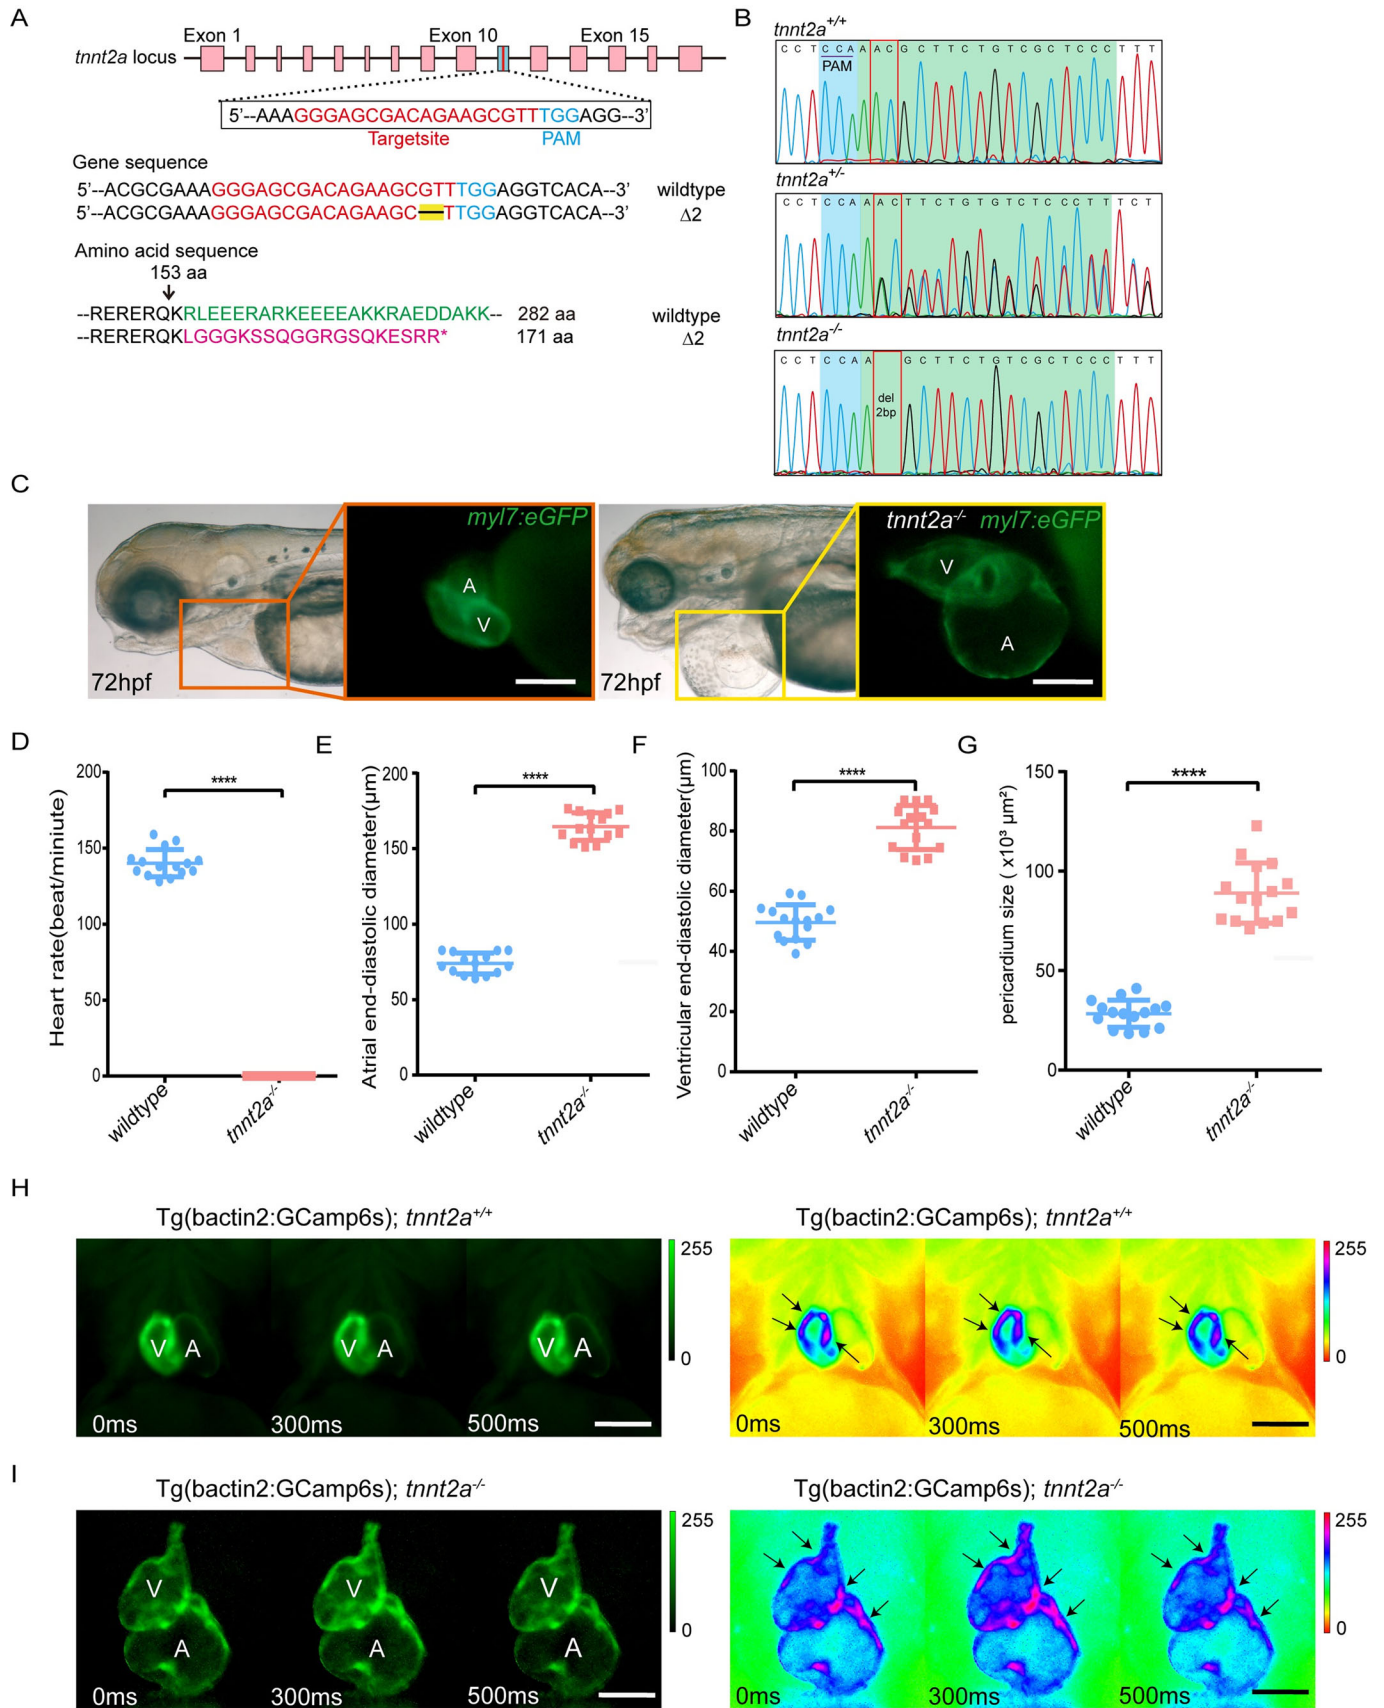 A
Exon 1 Exon 10 Exon 15
tnnt2a locus
5'--AAAGGGAGCGACAGAAGCGTTTGGAGG--3'
Targetsite PAM
Gene sequence
5'--ACGCGAAAGGGAGCGACAGAAGCGTTTGGAGGTCACA--3' wildtype
5'--ACGCGAAAGGGAGCGACAGAAGC—TTGGAGGTCACA--3' Δ2
Amino acid sequence
153 aa
--RERERQKRLEEERARKEEEEAKKRAEDDAKK-- 282 aa wildtype
--RERERQKLGGGKSSQGGRGSQKESRR* 171 aa Δ2
B
tnnt2a+/+
C C T C C A A A C G C T T C T G T C G C T C C C T T T
PAM
tnnt2a+/-
C C T C C A A A C T T C T G T G T C T C C C T T T C T
tnnt2a-/-
C C T C C A A G C T T C T G T C G C T C C C T T T
del
2bp
C
myl7:eGFP
A
V
72hpf
tnnt2a-/- myl7:eGFP
V
A
72hpf
D
Heart rate(beat/miniute)
200
150
100
50
0
****
wildtype
tnnt2a-/-
E
Atrial end-diastolic diameter(μm)
200
150
100
50
0
****
wildtype
tnnt2a-/-
F
Ventricular end-diastolic diameter(μm)
100
80
60
40
20
0
****
wildtype
tnnt2a-/-
G
pericardium size ( x10³ μm²)
150
100
50
0
****
wildtype
tnnt2a-/-
H
Tg(bactin2:GCamp6s); tnnt2a+/+
V A V A V A
0ms 300ms 500ms
255
0
Tg(bactin2:GCamp6s); tnnt2a+/+
0ms 300ms 500ms
255
0
I
Tg(bactin2:GCamp6s); tnnt2a-/-
V V V
A A A
0ms 300ms 500ms
255
0
Tg(bactin2:GCamp6s); tnnt2a-/-
0ms 300ms 500ms
255
0